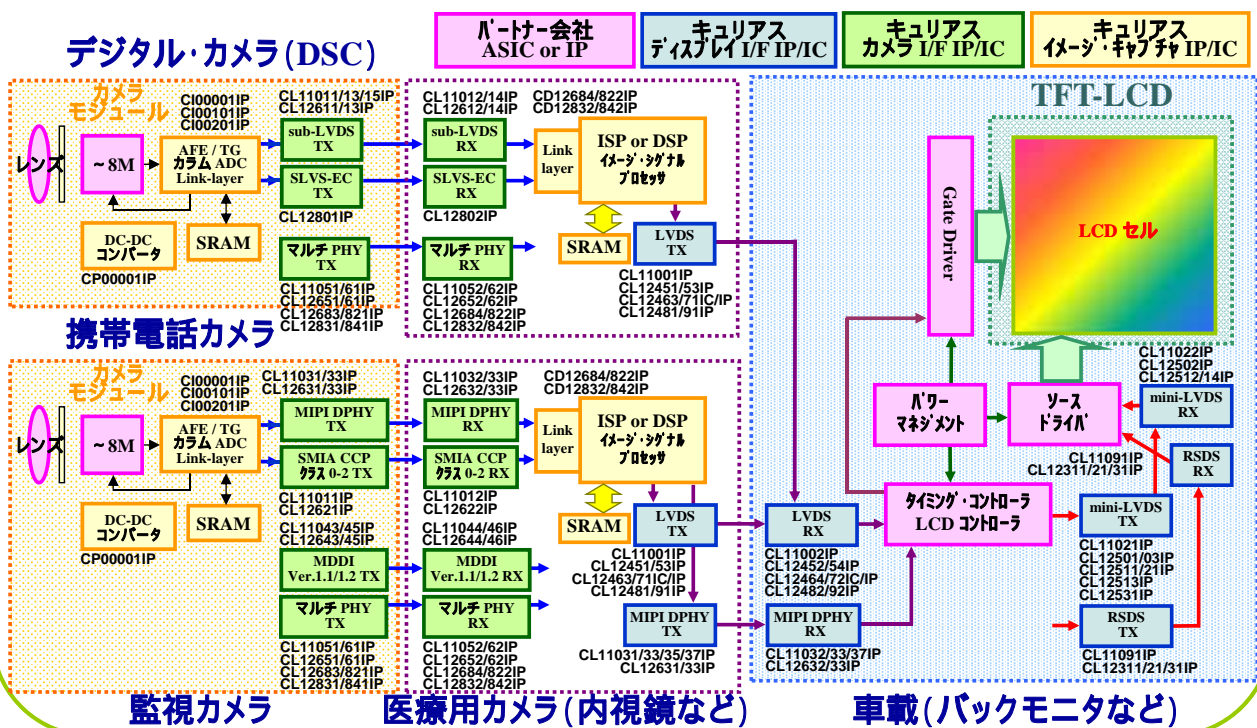 パートナー会社
ASIC or IP
キュリアス
ディスプレイ I/F IP/IC
キュリアス
カメラ I/F IP/IC
キュリアス
イメージ・キャプチャ IP/IC
デジタル・カメラ(DSC)
カメラ
モジュール
CI00001IP
CI00101IP
CI00201IP
CL11011/13/15IP
CL12611/13IP
レンズ
~8M
AFE / TG
カラム ADC
Link-layer
sub-LVDS
TX
SLVS-EC
TX
CL12801IP
DC-DC
コンバータ
SRAM
CP00001IP
マルチ PHY
TX
CL11051/61IP
CL12651/61IP
CL12683/821IP
CL12831/841IP
CL11012/14IP
CL12612/14IP
CD12684/822IP
CD12832/842IP
sub-LVDS
RX
SLVS-EC
RX
CL12802IP
Link
layer
ISP or DSP
イメージ・シグナル
プロセッサ
SRAM
LVDS
TX
マルチ PHY
RX
CL11052/62IP
CL12652/62IP
CL12684/822IP
CL12832/842IP
CL11001IP
CL12451/53IP
CL12463/71IC/IP
CL12481/91IP
携帯電話カメラ
カメラ
モジュール
CI00001IP
CI00101IP
CI00201IP
CL11031/33IP
CL12631/33IP
レンズ
~8M
AFE / TG
カラム ADC
Link-layer
MIPI DPHY
TX
SMIA CCP
クラス 0-2 TX
CL11011IP
CL12621IP
DC-DC
コンバータ
SRAM
CP00001IP
CL11043/45IP
CL12643/45IP
MDDI
Ver.1.1/1.2 TX
マルチ PHY
TX
CL11051/61IP
CL12651/61IP
CL12683/821IP
CL12831/841IP
CL11032/33IP
CL12632/33IP
CD12684/822IP
CD12832/842IP
MIPI DPHY
RX
SMIA CCP
クラス 0-2 RX
CL11012IP
CL12622IP
Link
layer
ISP or DSP
イメージ・シグナル
プロセッサ
SRAM
LVDS
TX
CL11044/46IP
CL12644/46IP
MDDI
Ver.1.1/1.2 RX
マルチ PHY
RX
CL11052/62IP
CL12652/62IP
CL12684/822IP
CL12832/842IP
CL11001IP
CL12451/53IP
CL12463/71IC/IP
CL12481/91IP
MIPI DPHY
TX
CL11031/33/35/37IP
CL12631/33IP
TFT-LCD
Gate Driver
LCD セル
パワー
マネジメント
ソース
ドライバ
CL11022IP
CL12502IP
CL12512/14IP
mini-LVDS
RX
RSDS
RX
CL11091IP
CL12311/21/31IP
タイミング・コントローラ
LCD コントローラ
LVDS
RX
CL11002IP
CL12452/54IP
CL12464/72IC/IP
CL12482/92IP
MIPI DPHY
RX
CL11032/33/37IP
CL12632/33IP
mini-LVDS
TX
CL11021IP
CL12501/03IP
CL12511/21IP
CL12513IP
CL12531IP
RSDS
TX
CL11091IP
CL12311/21/31IP
監視カメラ
医療用カメラ(内視鏡など)
車載(バックモニタなど)